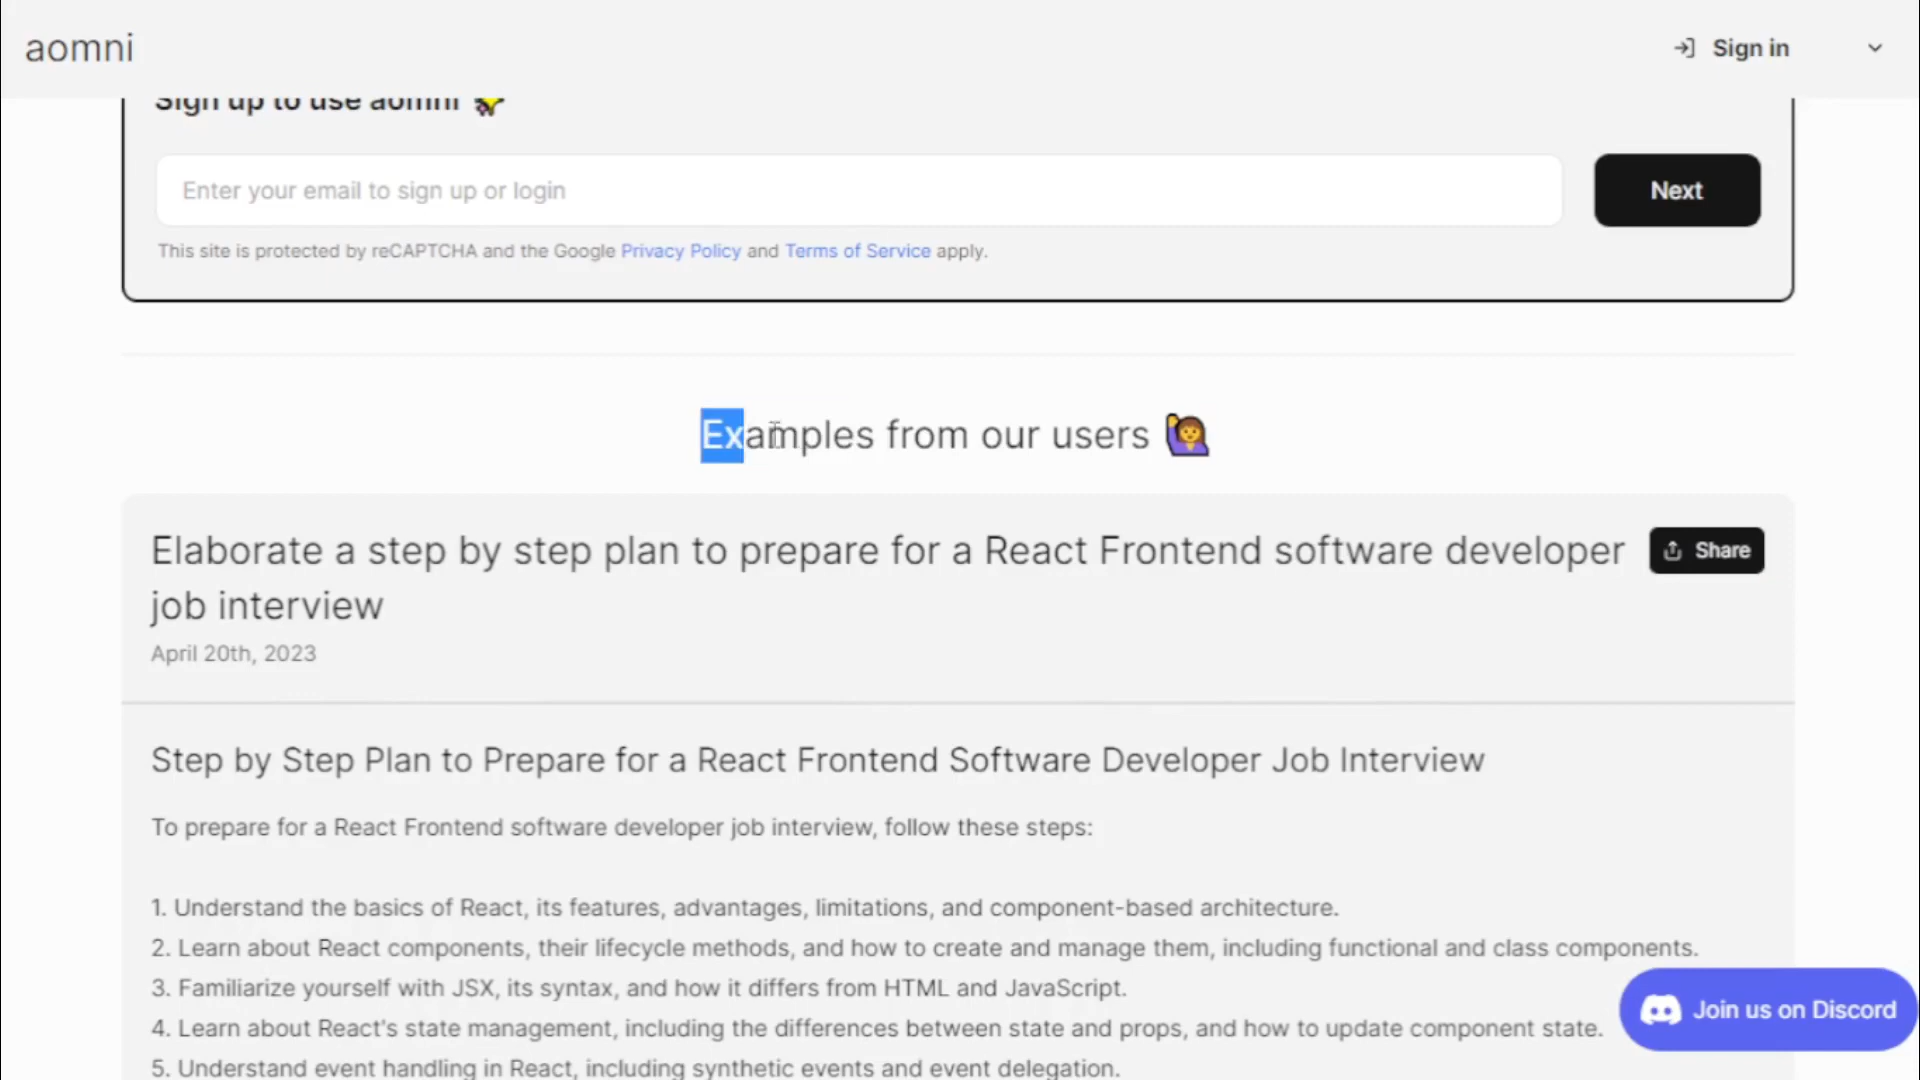 aomni
Sign in
Sign up to use aomni
Enter your email to sign up or login
Next
This site is protected by reCAPTCHA and the Google Privacy Policy and Terms of Service apply.
Examples from our users
Elaborate a step by step plan to prepare for a React Frontend software developer
job interview
Share
April 20th, 2023
Step by Step Plan to Prepare for a React Frontend Software Developer Job Interview
To prepare for a React Frontend software developer job interview, follow these steps:
1. Understand the basics of React, its features, advantages, limitations, and component-based architecture.
2. Learn about React components, their lifecycle methods, and how to create and manage them, including functional and class components.
3. Familiarize yourself with JSX, its syntax, and how it differs from HTML and JavaScript.
4. Learn about React's state management, including the differences between state and props, and how to update component state.
Join us on Discord
5. Understand event handling in React, including synthetic events and event delegation.